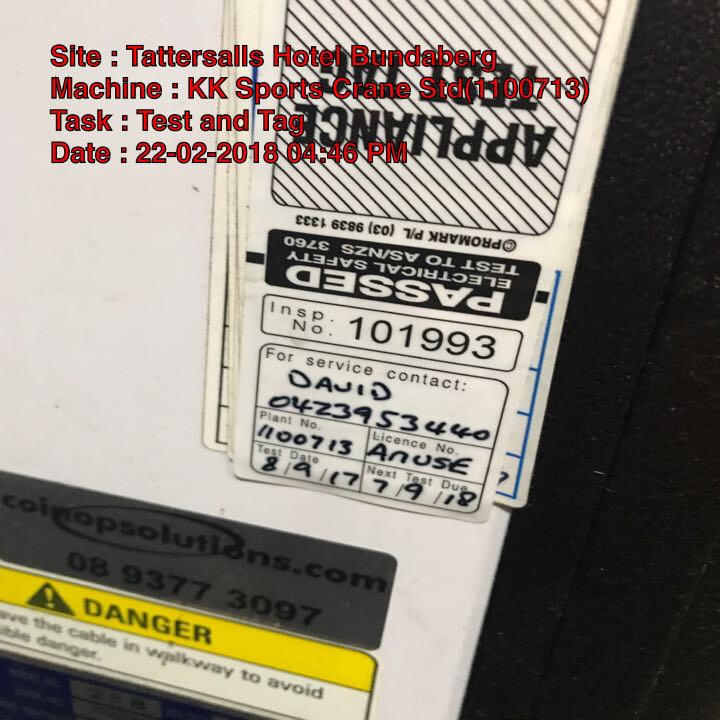 Site : Tattersalls Hotel Bundaberg
Machine : KK Sports Crane Std(1100713)
Task : Test and Tag
Date : 22-02-2018 04:46 PM
APPLIANCE
TEST TAG
©PROMARK P/L (03) 9839 1333
PASSED
ELECTRICAL SAFETY
TEST TO AS/NZS 3760
Insp. No. 101993
For service contact:
DAVID
0423953440
Plant No. Licence No.
1100713 AMUSE
Test Date Next Test Due
8/9/17 7/9/18
coinopsolutions.com
08 9377 3097
DANGER
the cable in walkway to avoid
danger.